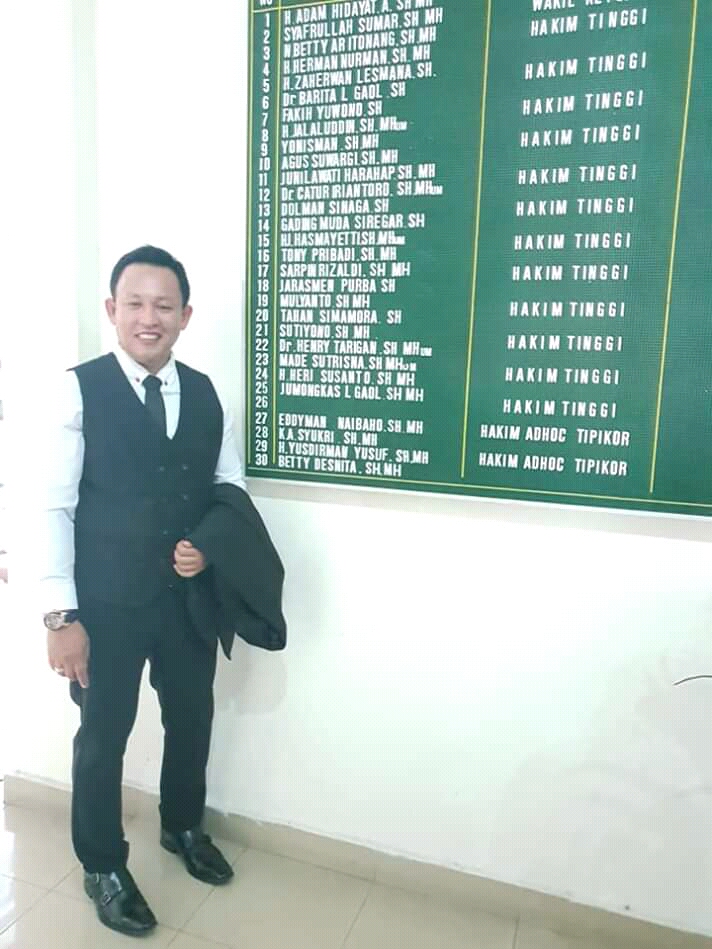 NO WAKIL
1 H. ADAM HIDAYAT.A. SH MH HAKIM TINGGI
2 SYAFRULLAH SUMAR.SH MH
3 N.BETTY ARITONANG.SH.MH HAKIM TINGGI
4 R.HERMAN NURMAN.SH.MH
5 H.ZAHERWAN LESMANA.SH. HAKIM TINGGI
6 Dr BARITA L GAOL .SH
7 FAKIH YUWONO.SH HAKIM TINGGI
8 H.JALALUDDIN.SH.MHUM
9 YONISMAN .SH.MH HAKIM TINGGI
10 AGUS SUWARGI.SH.MH
11 JUNILAWATI HARAHAP.SH.MH HAKIM TINGGI
12 Dr CATUR IRIANTORO. SH.MHUM
13 DOLMAN SINAGA SH HAKIM TINGGI
14 GADING MUDA SIREGAR.SH
15 HJ.HASMAYETTI SH.MHUM HAKIM TINGGI
16 TONY PRIBADI.SH.MH
17 SARPIN RIZALDI. SH MH HAKIM TINGGI
18 JARASMEN PURBA SH
19 MULYANTO.SH MH HAKIM TINGGI
20 TAHAN SIMAMORA. SH
21 SUTIYONO.SH MH HAKIM TINGGI
22 Dr.HENRY TARIGAN .SH MHUM
23 MADE SUTRISNA.SH MHUM HAKIM TINGGI
24 H.HERI SUSANTO.SH MH
25 JUMONGKAS L GAOL.SH MH HAKIM TINGGI
26
27 EDDYMAN NAIBAHO.SH.MH HAKIM ADHOC TIPIKOR
28 K.A.SYUKRI .SH,MH
29 H.YUSDIRMAN YUSUF. SH,MH HAKIM ADHOC TIPIKOR
30 BETTY DESNITA. SH.MH